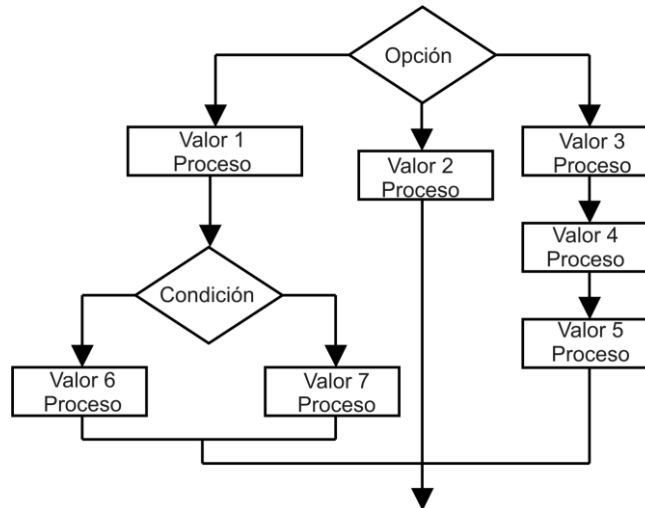 Opción
Valor 1
Proceso
Valor 2
Proceso
Valor 3
Proceso
Valor 4
Proceso
Condición
Valor 5
Proceso
Valor 6
Proceso
Valor 7
Proceso